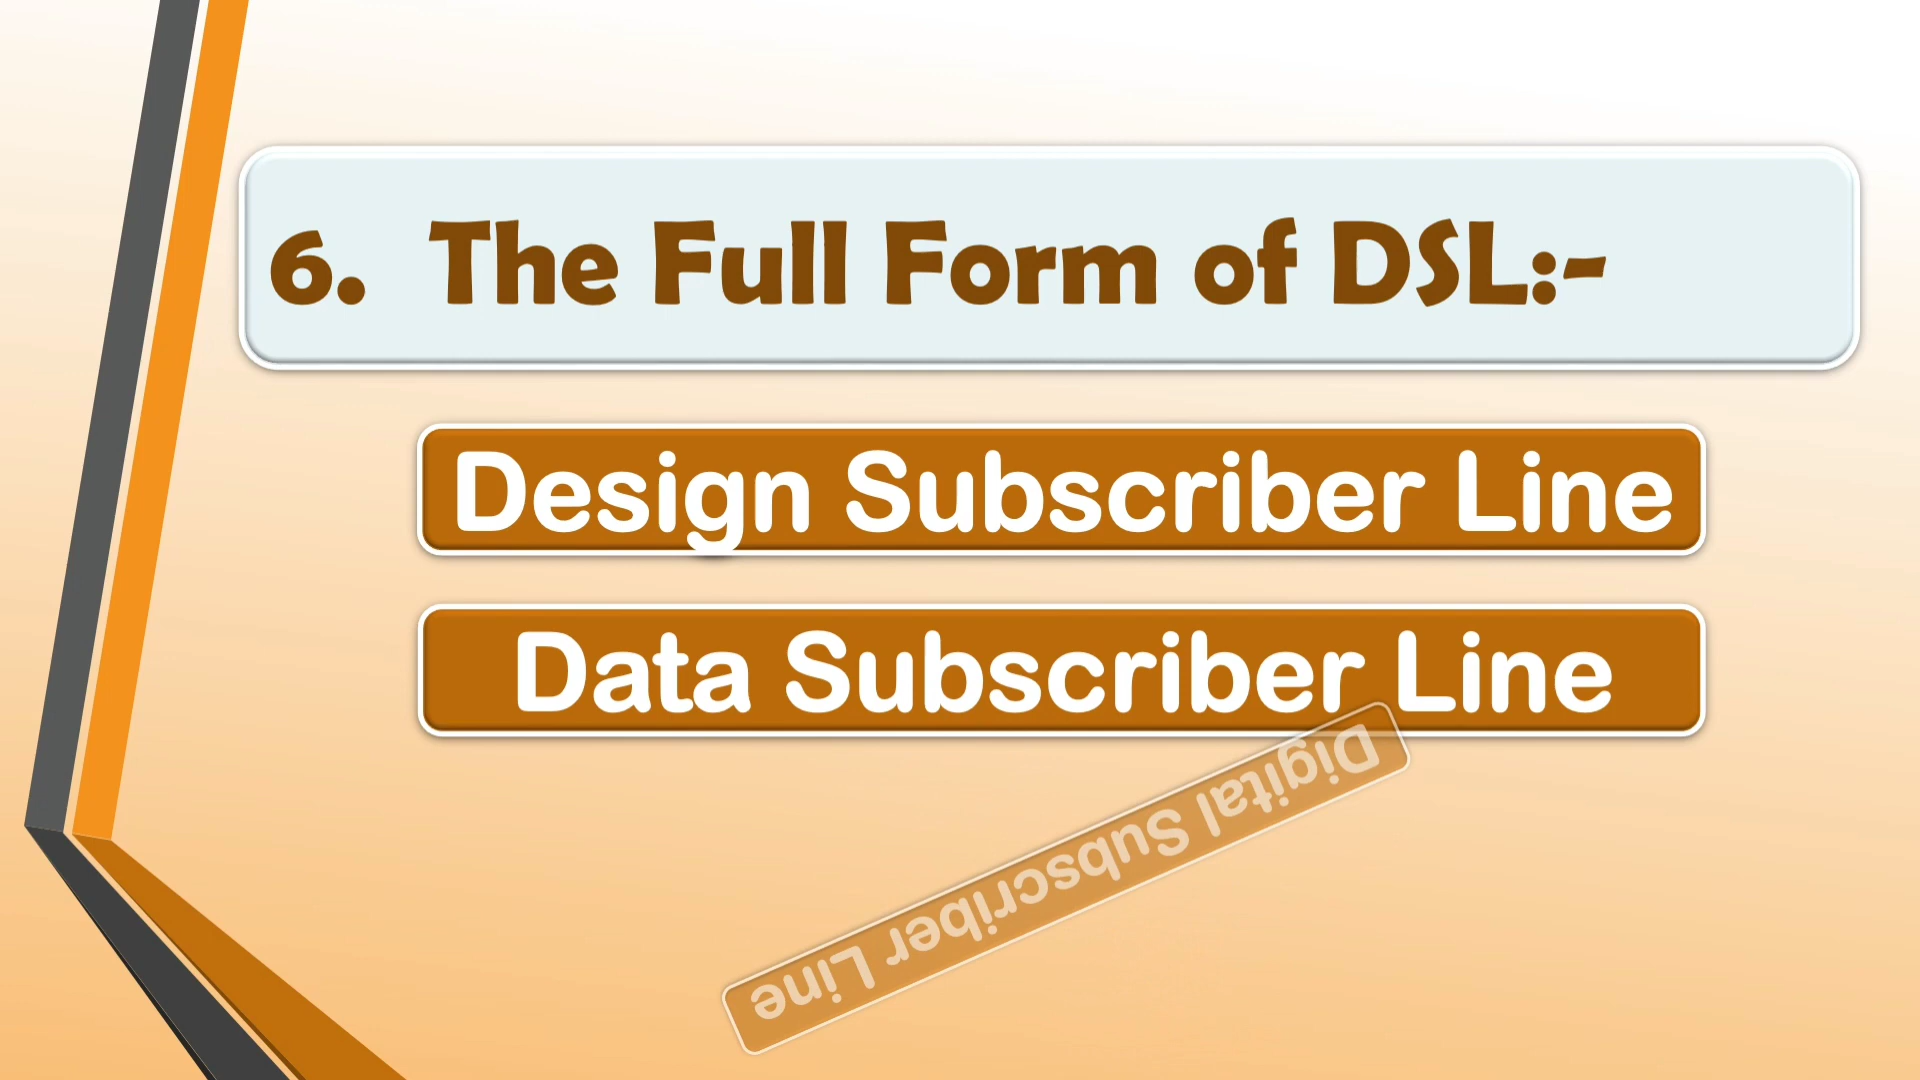 6. The Full Form of DSL:-
Design Subscriber Line
Data Subscriber Line
Digital Subscriber Line